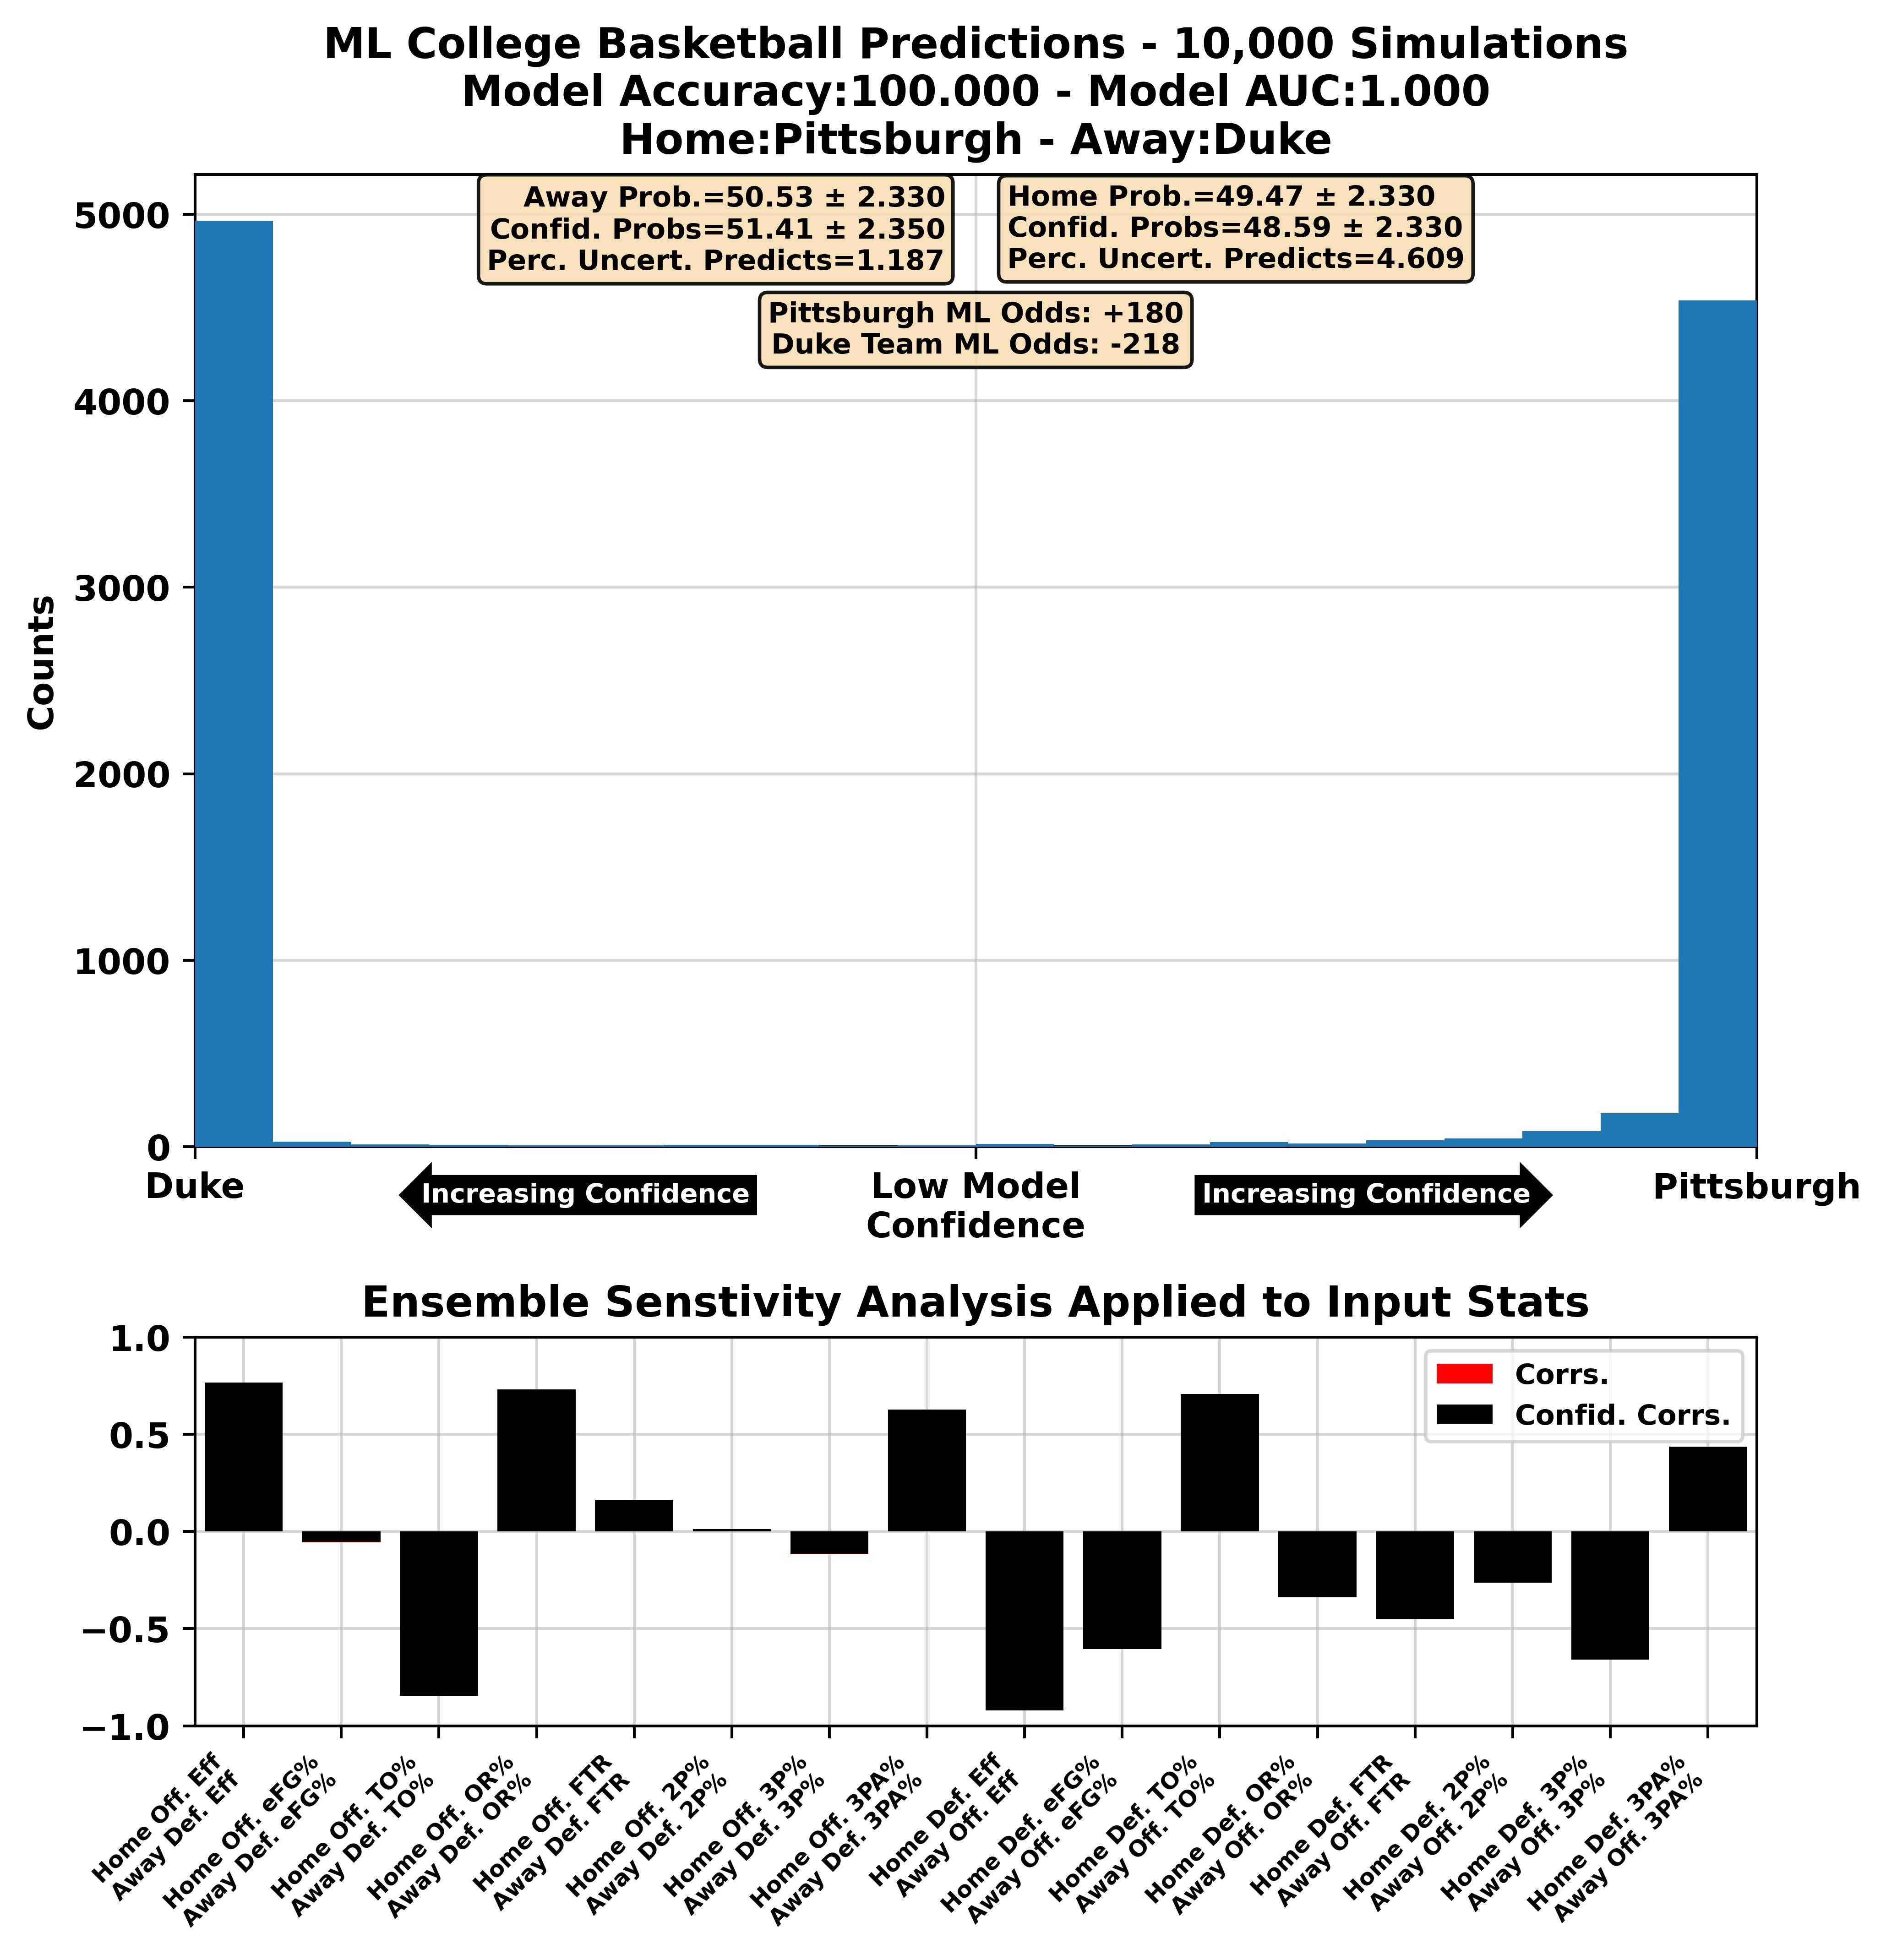 ML College Basketball Predictions - 10,000 Simulations
Model Accuracy:100.000 - Model AUC:1.000
Home:Pittsburgh - Away:Duke
Away Prob.=50.53 ± 2.330
Confid. Probs=51.41 ± 2.350
Perc. Uncert. Predicts=1.187
Home Prob.=49.47 ± 2.330
Confid. Probs=48.59 ± 2.330
Perc. Uncert. Predicts=4.609
Pittsburgh ML Odds: +180
Duke Team ML Odds: -218
Counts
5000
4000
3000
2000
1000
0
Duke
Increasing Confidence
Low Model
Confidence
Increasing Confidence
Pittsburgh
Ensemble Senstivity Analysis Applied to Input Stats
1.0
0.5
0.0
−0.5
−1.0
Corrs.
Confid. Corrs.
Home Off. Eff
Away Def. Eff
Home Off. eFG%
Away Def. eFG%
Home Off. TO%
Away Def. TO%
Home Off. OR%
Away Def. OR%
Home Off. FTR
Away Def. FTR
Home Off. 2P%
Away Def. 2P%
Home Off. 3P%
Away Def. 3P%
Home Off. 3PA%
Away Def. 3PA%
Home Def. Eff
Away Off. Eff
Home Def. eFG%
Away Off. eFG%
Home Def. TO%
Away Off. TO%
Home Def. OR%
Away Off. OR%
Home Def. FTR
Away Off. FTR
Home Def. 2P%
Away Off. 2P%
Home Def. 3P%
Away Off. 3P%
Home Def. 3PA%
Away Off. 3PA%